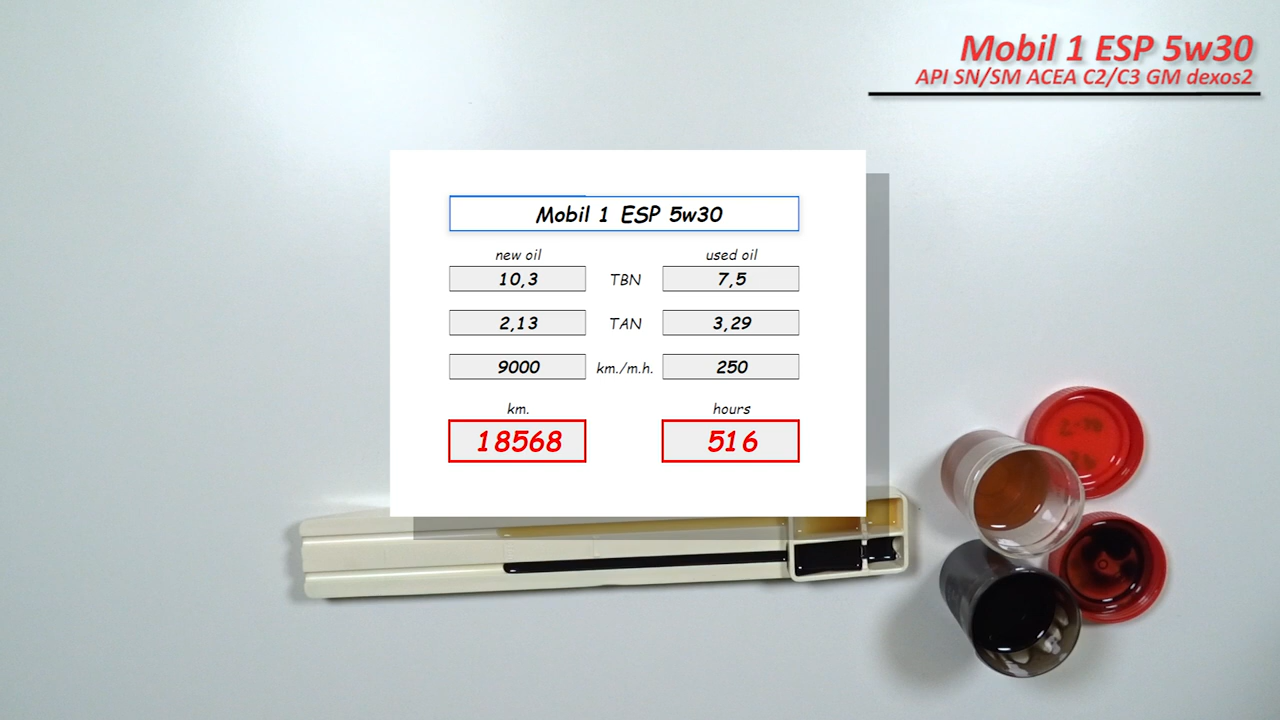 Mobil 1 ESP 5w30
API SN/SM ACEA C2/C3 GM dexos2
Mobil 1 ESP 5w30
new oil used oil
10,3 TBN 7,5
2,13 TAN 3,29
9000 km./m.h. 250
km. hours
18568 516